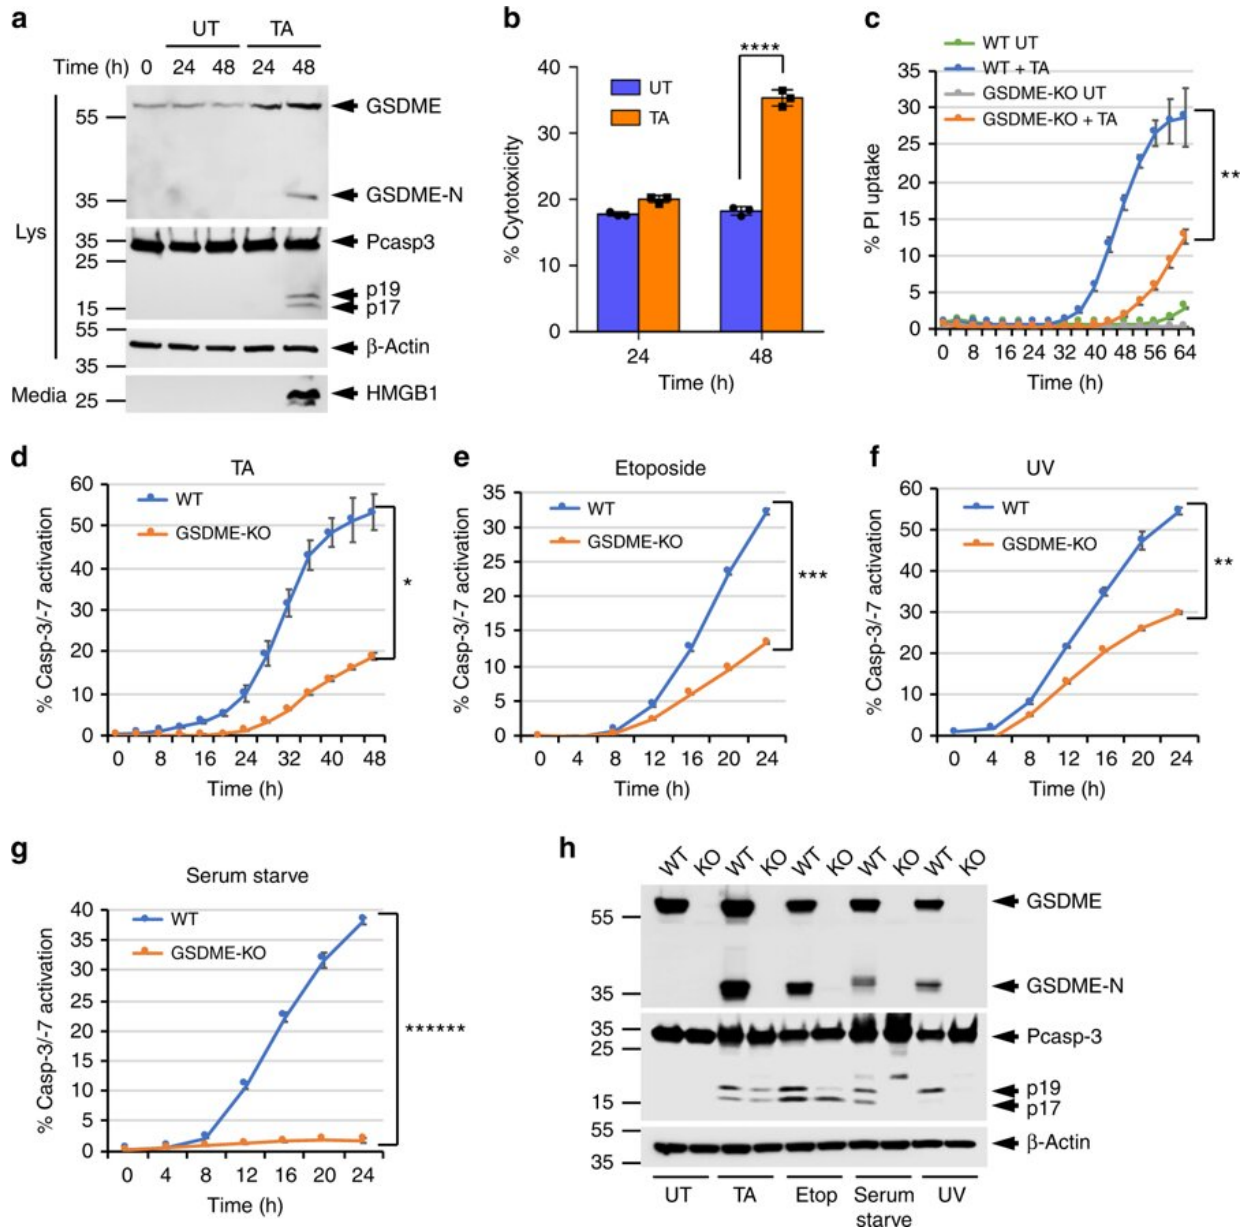 a
UT TA
Time (h) 0 24 48 24 48
Lys
55
GSDME
35
GSDME-N
35
Pcasp3
25
p19
15
p17
55
β-Actin
35
Media
25
HMGB1
b
****
40
UT
TA
30
20
10
0
% Cytotoxicity
24 48
Time (h)
c
WT UT
WT + TA
GSDME-KO UT
GSDME-KO + TA
35
30
25
20
15
10
5
0
% PI uptake
**
0 8 16 24 32 40 48 56 64
Time (h)
d
TA
WT
GSDME-KO
60
50
40
30
20
10
0
% Casp-3/-7 activation
*
0 8 16 24 32 40 48
Time (h)
e
Etoposide
WT
GSDME-KO
35
30
25
20
15
10
5
0
% Casp-3/-7 activation
***
0 4 8 12 16 20 24
Time (h)
f
UV
WT
GSDME-KO
60
50
40
30
20
10
0
% Casp-3/-7 activation
**
0 4 8 12 16 20 24
Time (h)
g
Serum starve
WT
GSDME-KO
40
35
30
25
20
15
10
5
0
% Casp-3/-7 activation
******
0 4 8 12 16 20 24
Time (h)
h
WT KO WT KO WT KO WT KO WT KO
55
GSDME
35
GSDME-N
35
Pcasp-3
25
p19
15
p17
55
β-Actin
35
UT TA Etop Serum starve UV